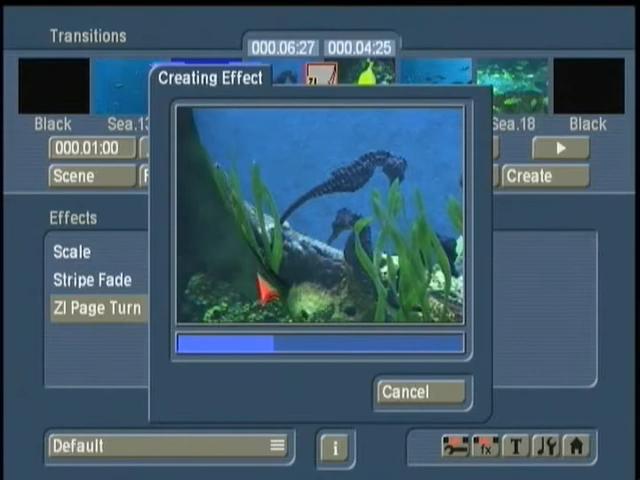 Transitions
000.06:27 000.04:25
Creating Effect
Black Sea.13 Sea.18 Black
000.01:00
Scene Create
Effects
Scale
Stripe Fade
ZI Page Turn
Cancel
Default
i
fx T